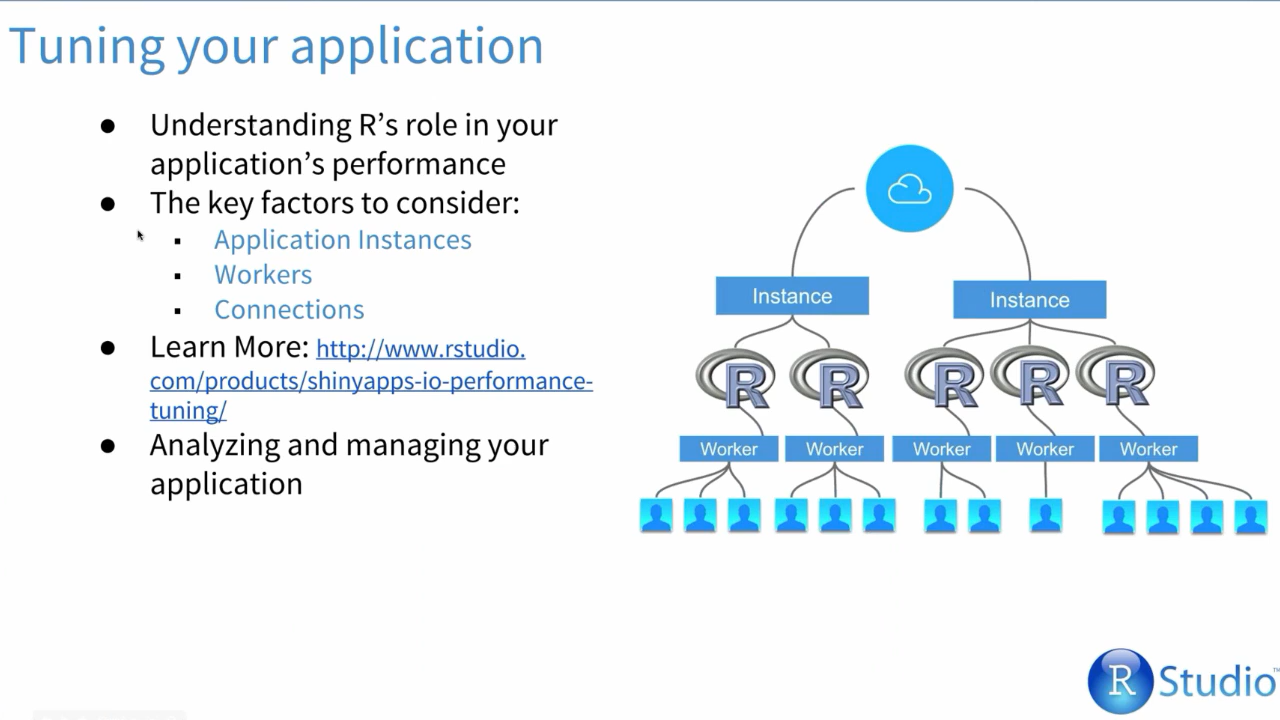 Tuning your application
● Understanding R's role in your
application's performance
● The key factors to consider:
▪ Application Instances
▪ Workers
▪ Connections
● Learn More: http://www.rstudio.
com/products/shinyapps-io-performance-
tuning/
● Analyzing and managing your
application
Instance Instance
R R R R R
Worker Worker Worker Worker Worker
R Studio™